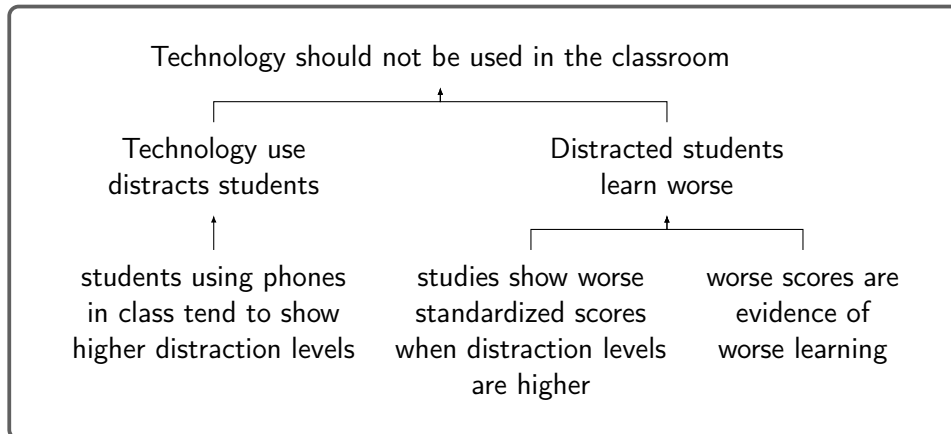 Technology should not be used in the classroom
Technology use
distracts students
Distracted students
learn worse
students using phones
in class tend to show
higher distraction levels
studies show worse
standardized scores
when distraction levels
are higher
worse scores are
evidence of
worse learning